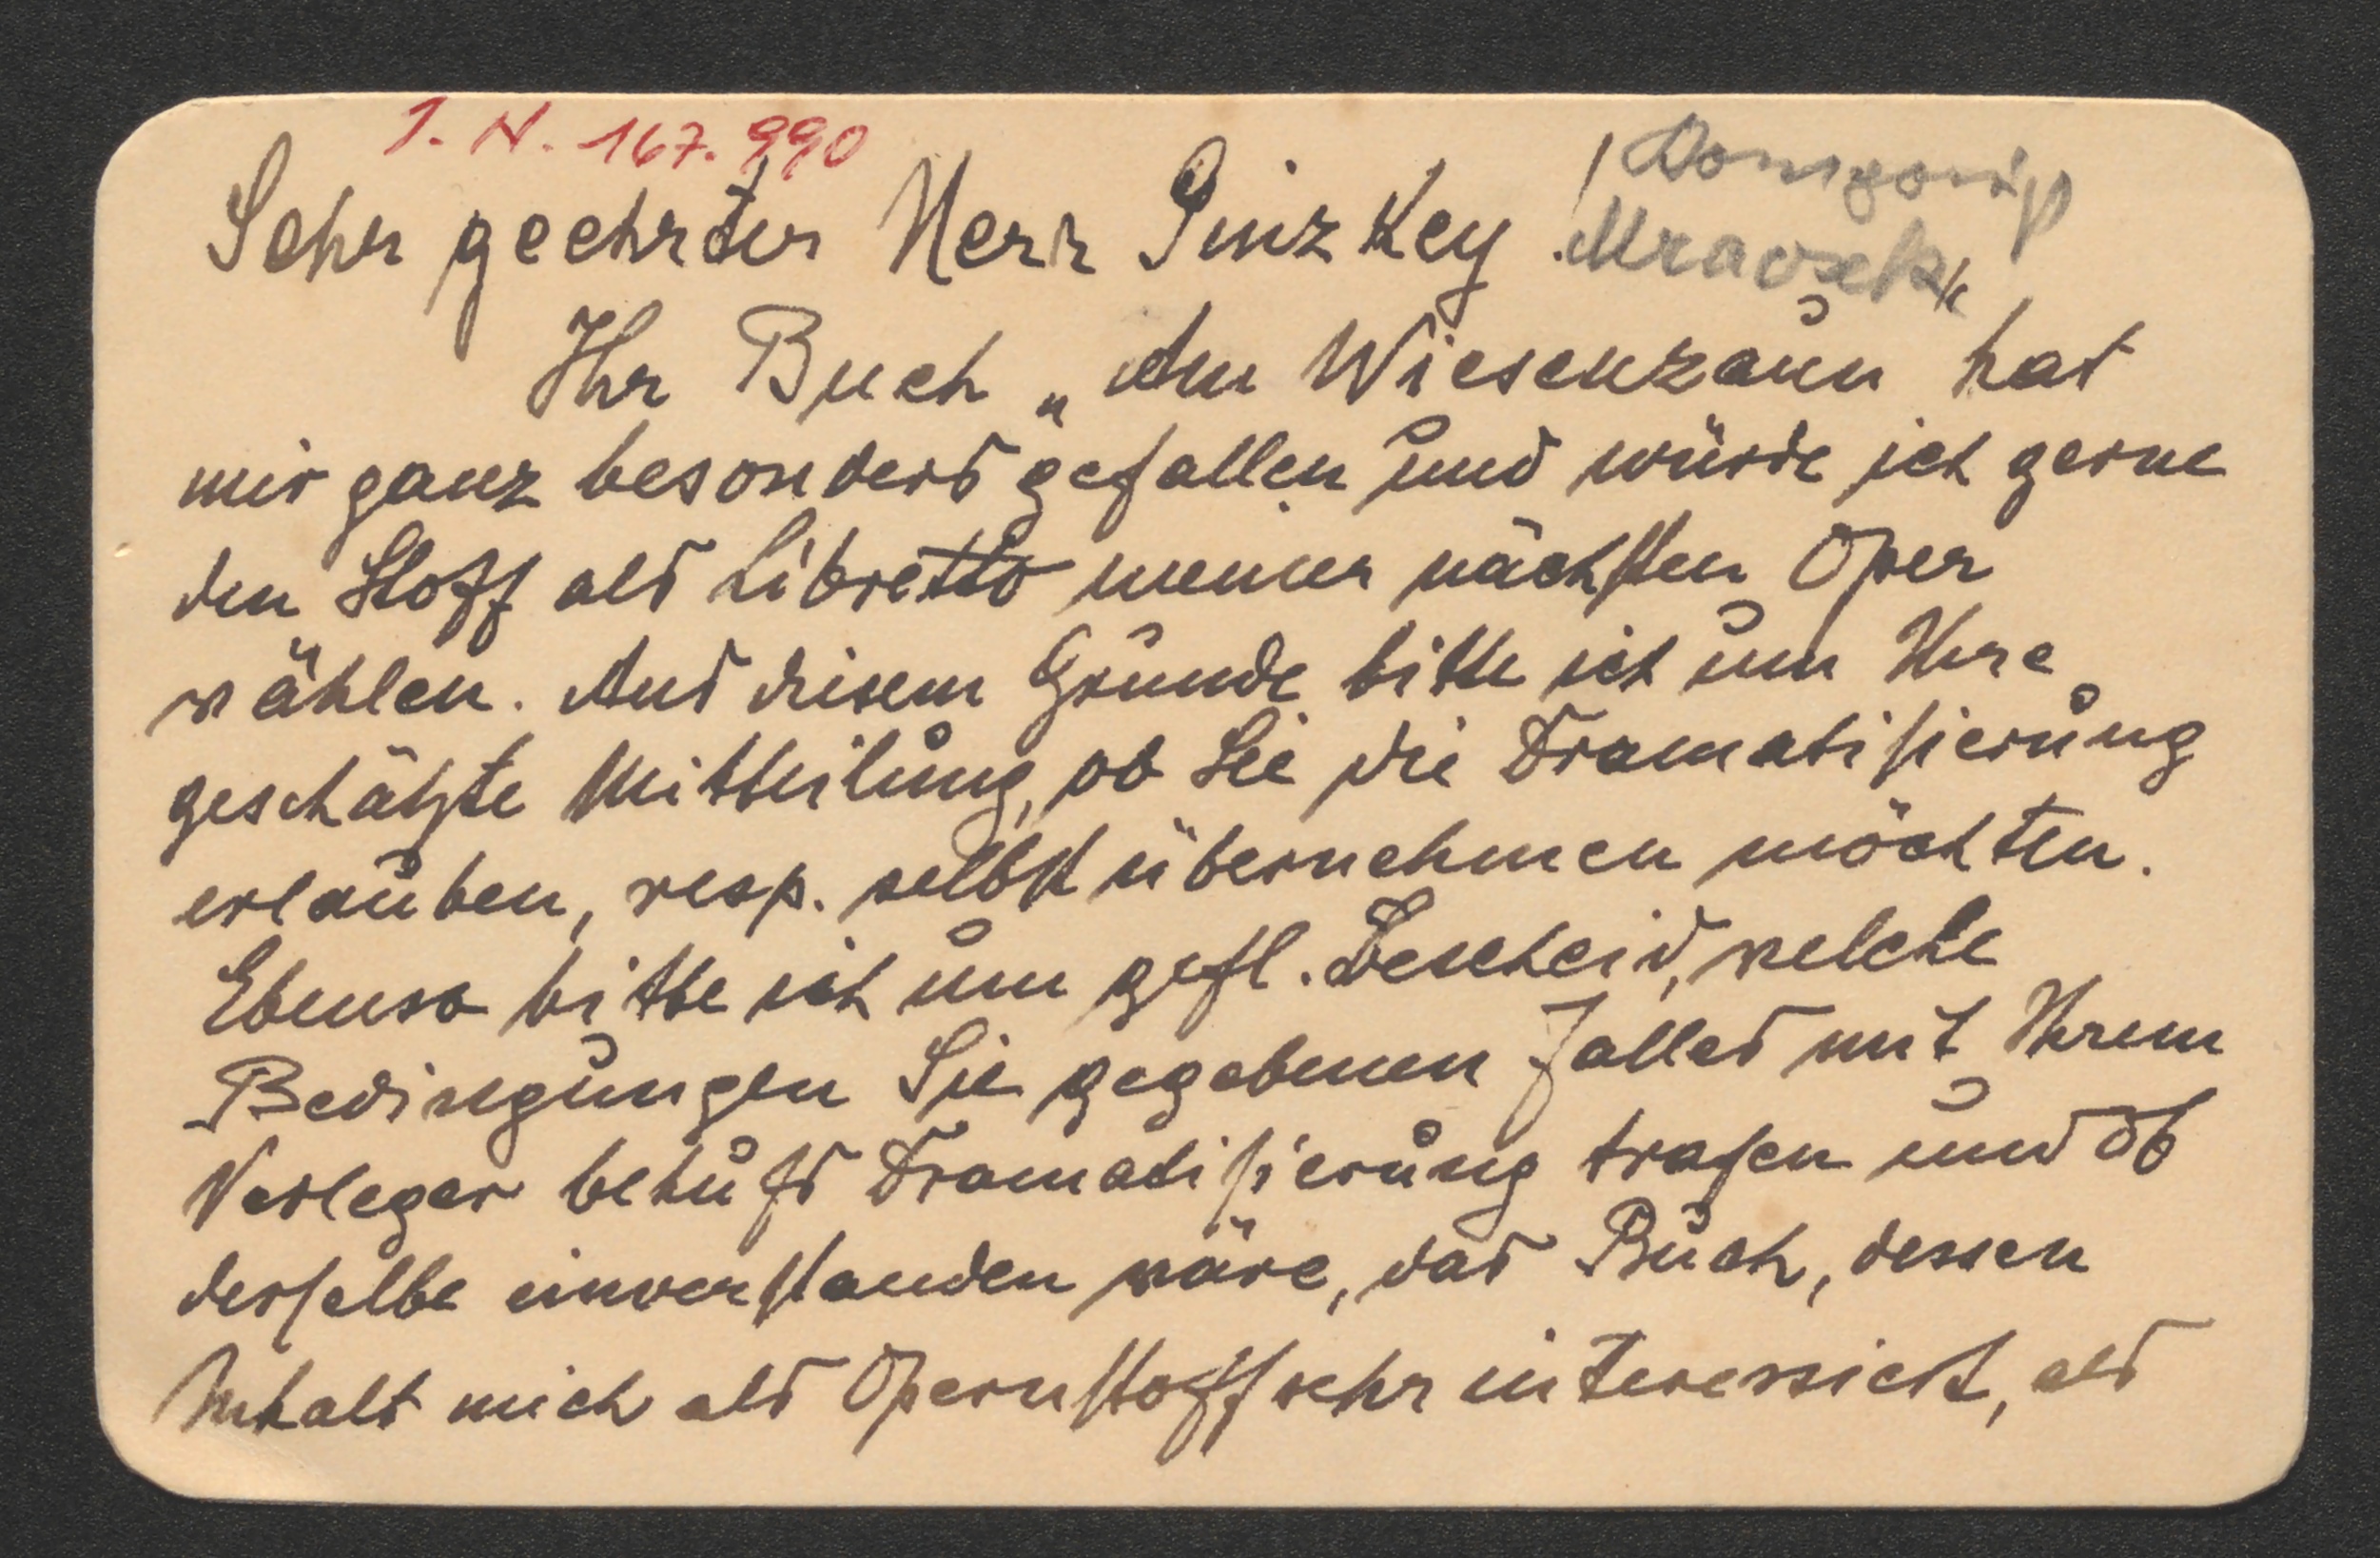 I. N. 167.990
Sehr geehrter Herr Ginzkey!
Mraczek
Ihr Buch „Am Wiesenzaun“ hat
mir ganz besonders gefallen und würde ich gerne
den Stoff als Libretto meiner nächsten Oper
wählen. Aus diesem Grunde bitte ich um Ihre
geschätzte Mitteilung, ob Sie die Dramatisierung
erlauben, resp. selbst übernehmen möchten.
Ebenso bitte ich um gefl. Bescheid, welche
Bedingungen Sie gegebenen Falles mit Ihrem
Verleger behufs Dramatisierung trafen und ob
derselbe einverstanden wäre, das Buch, dessen
Inhalt mich als Opernstoff sehr interessiert, als